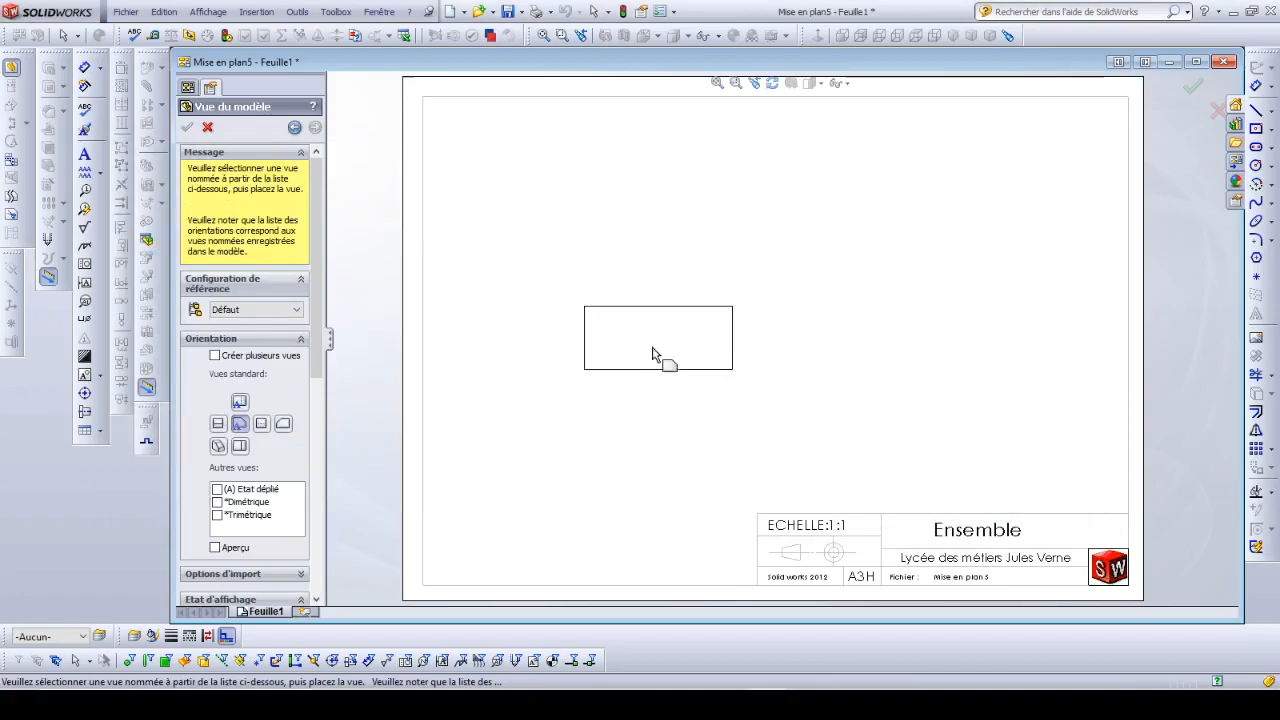 SOLIDWORKS
Fichier Edition Affichage Insertion Outils Toolbox Fenêtre ?
Mise en plan5 - Feuille1 *
Rechercher dans l'aide de SolidWorks
Mise en plan5 - Feuille1 *
Vue du modèle ?
Message
Veuillez sélectionner une vue
nommée à partir de la liste
ci-dessous, puis placez la vue.
Veuillez noter que la liste des
orientations correspond aux
vues nommées enregistrées
dans le modèle.
Configuration de
référence
Défaut
Orientation
Créer plusieurs vues
Vues standard:
Autres vues:
(A) Etat déplié
*Dimétrique
*Trimétrique
Aperçu
Options d'import
Etat d'affichage
Feuille1
ECHELLE:1:1
Ensemble
Lycée des métiers Jules Verne
Solid works 2012
A3H
Fichier : Mise en plan5
SW
-Aucun-
Veuillez sélectionner une vue nommée à partir de la liste ci-dessous, puis placez la vue. Veuillez noter que la liste des ...